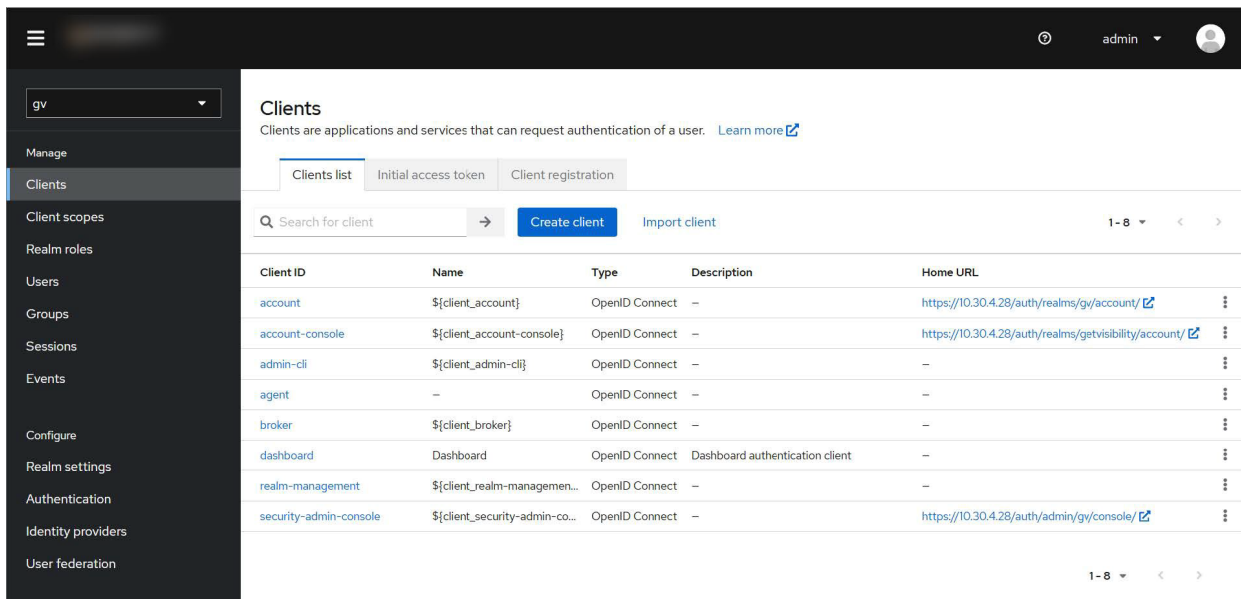 admin
gv
Manage
Clients
Client scopes
Realm roles
Users
Groups
Sessions
Events
Configure
Realm settings
Authentication
Identity providers
User federation
Clients
Clients are applications and services that can request authentication of a user. Learn more
Clients list Initial access token Client registration
Search for client Create client Import client 1 - 8
Client ID Name Type Description Home URL
account ${client_account} OpenID Connect – https://10.30.4.28/auth/realms/gv/account/
account-console ${client_account-console} OpenID Connect – https://10.30.4.28/auth/realms/getvisibility/account/
admin-cli ${client_admin-cli} OpenID Connect – –
agent – OpenID Connect – –
broker ${client_broker} OpenID Connect – –
dashboard Dashboard OpenID Connect Dashboard authentication client –
realm-management ${client_realm-managemen... OpenID Connect – –
security-admin-console ${client_security-admin-co... OpenID Connect – https://10.30.4.28/auth/admin/gv/console/
1 - 8